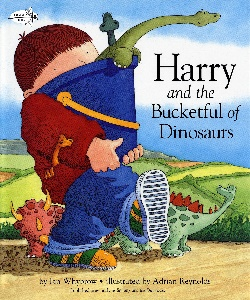 Harry
and the
Bucketful of
Dinosaurs
by Ian Whybrow • illustrated by Adrian Reynolds